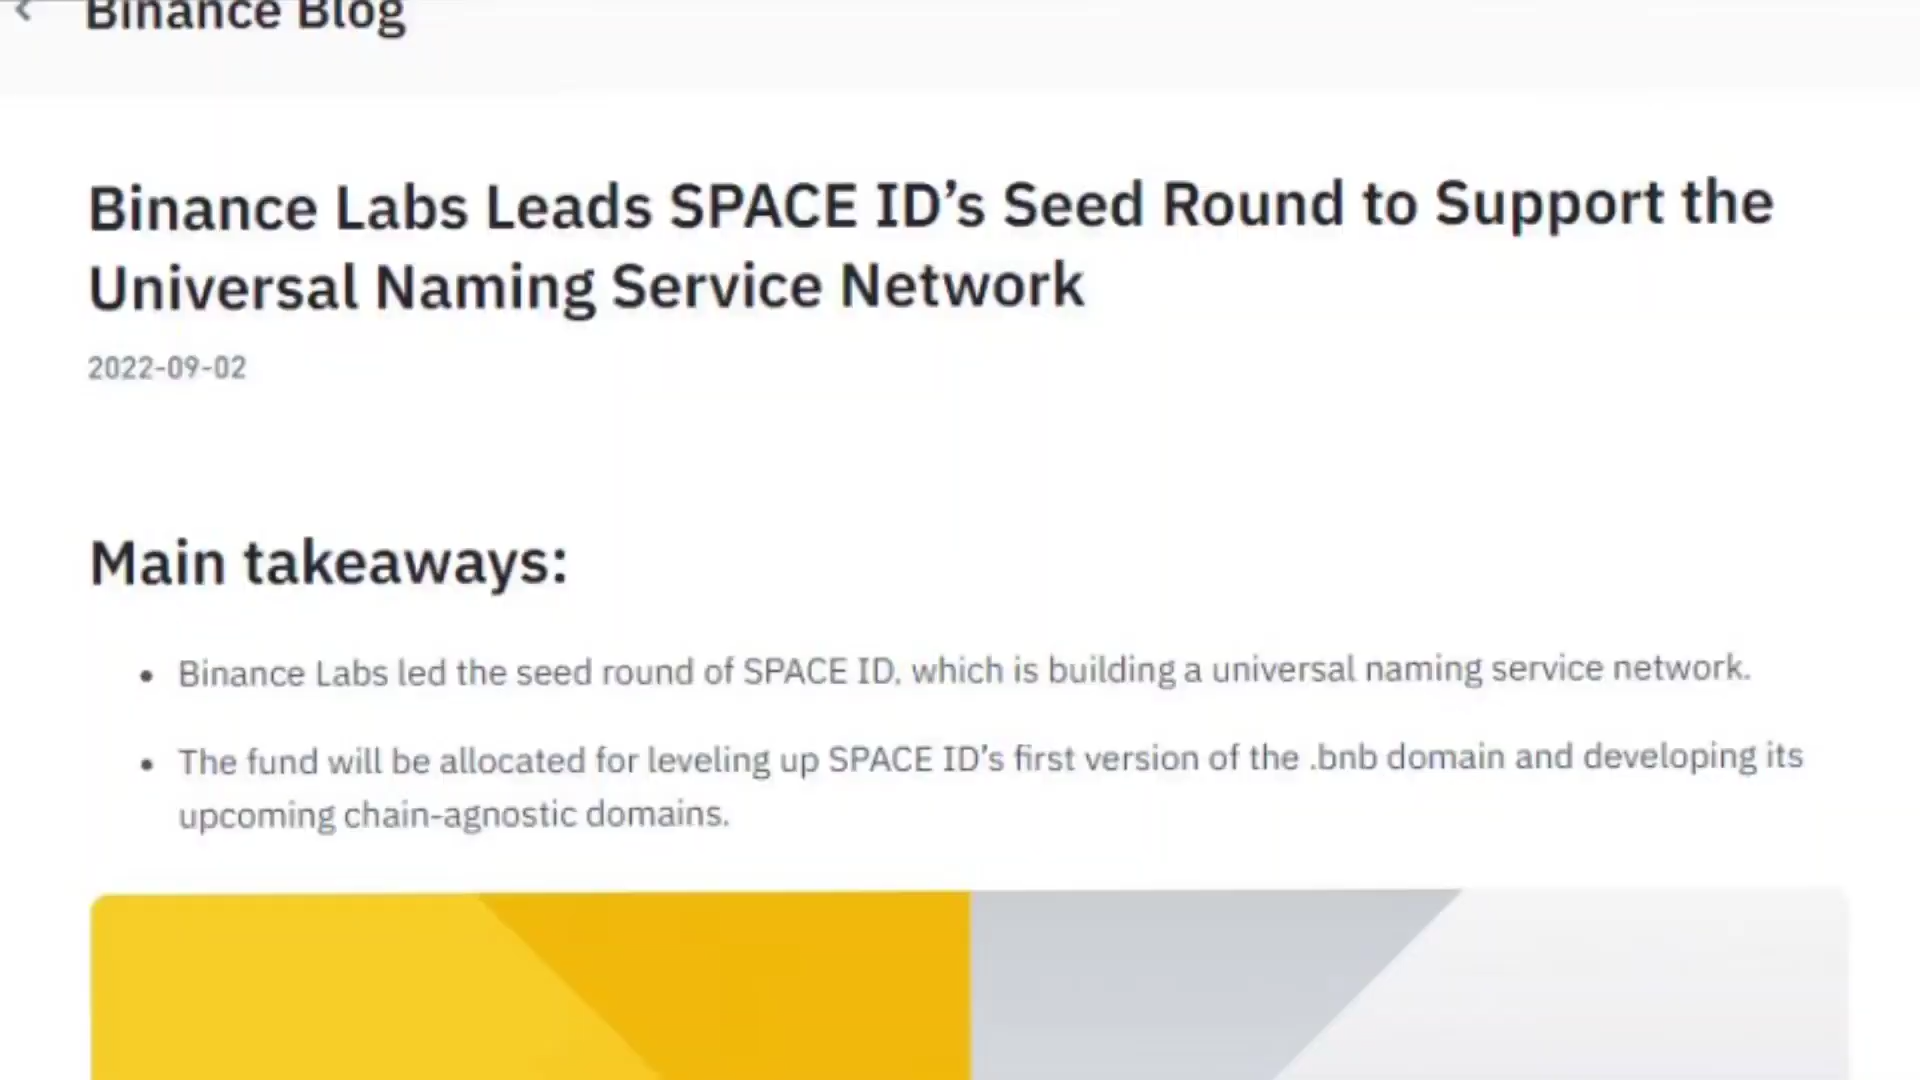 Binance Blog
Binance Labs Leads SPACE ID’s Seed Round to Support the
Universal Naming Service Network
2022-09-02
Main takeaways:
• Binance Labs led the seed round of SPACE ID, which is building a universal naming service network.
• The fund will be allocated for leveling up SPACE ID’s first version of the .bnb domain and developing its
upcoming chain-agnostic domains.